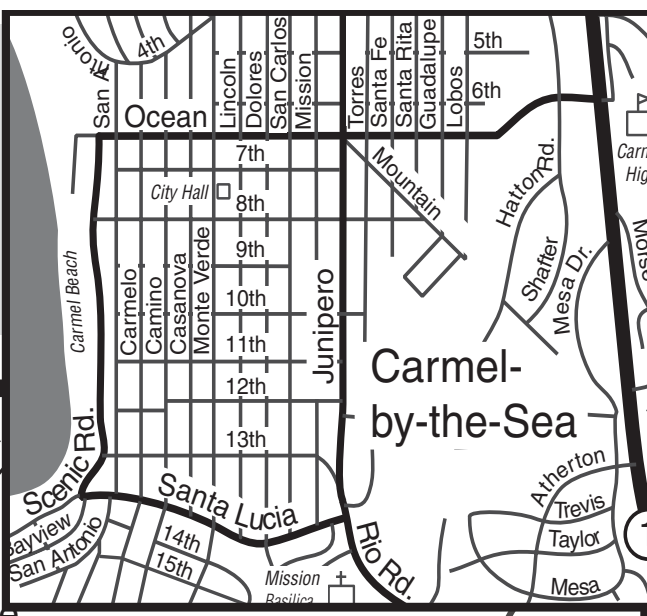 San Antonio
4th
Lincoln
Dolores
San Carlos
Mission
Torres
Santa Fe
Santa Rita
Guadalupe
Lobos
5th
6th
Ocean
7th
City Hall
8th
Mountain
Hatton Rd.
Carm
Hig
9th
Carmel Beach
Carmelo
Camino
Casanova
Monte Verde
10th
Junipero
11th
Shafter
Mesa Dr.
12th
Carmel-
by-the-Sea
13th
Scenic Rd.
Santa Lucia
Atherton
Trevis
Taylor
1
Bayview
San Antonio
14th
15th
Rio Rd.
Mission
Basilica
Mesa